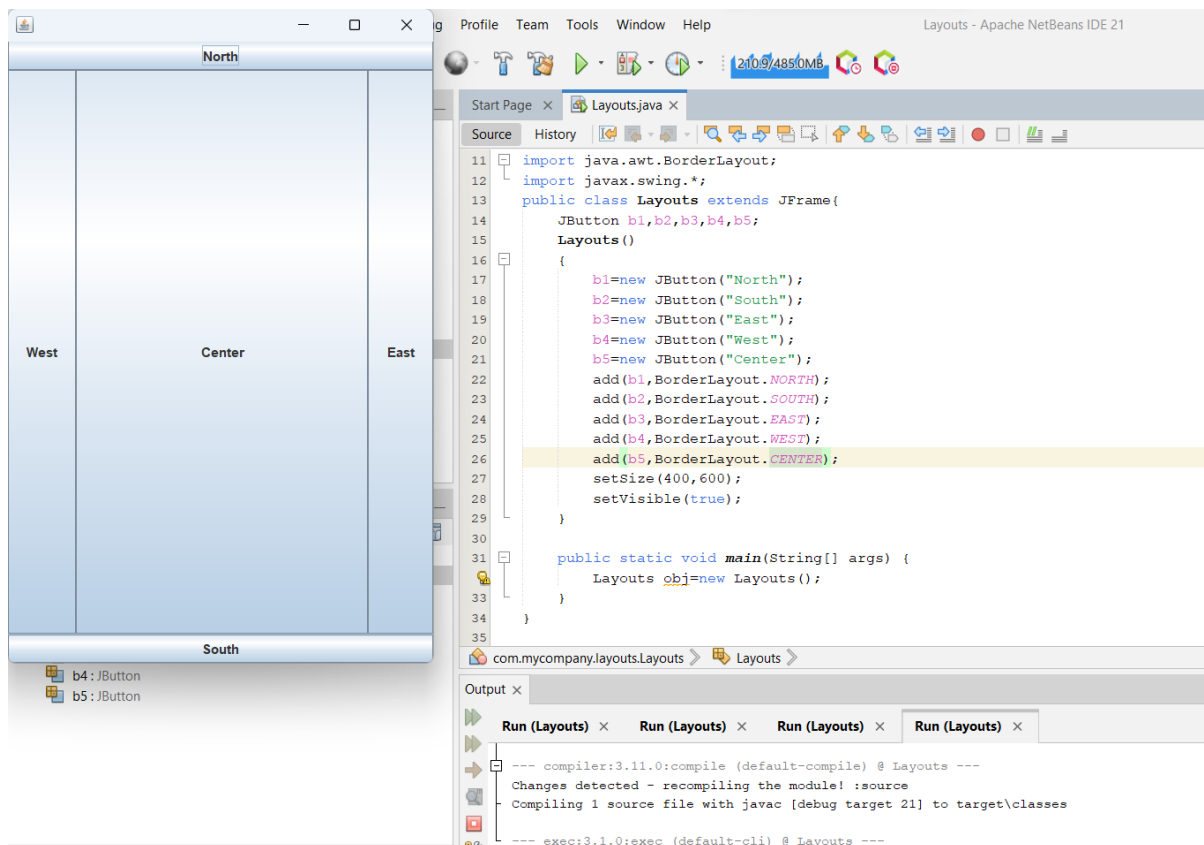 ug Profile Team Tools Window Help
Layouts - Apache NetBeans IDE 21
210.9/485.0MB
North
West
Center
East
South
b4 : JButton
b5 : JButton
Start Page
Layouts.java
Source History
11 import java.awt.BorderLayout;
12 import javax.swing.*;
13 public class Layouts extends JFrame{
14 JButton b1,b2,b3,b4,b5;
15 Layouts()
16 {
17 b1=new JButton("North");
18 b2=new JButton("South");
19 b3=new JButton("East");
20 b4=new JButton("West");
21 b5=new JButton("Center");
22 add(b1,BorderLayout.NORTH);
23 add(b2,BorderLayout.SOUTH);
24 add(b3,BorderLayout.EAST);
25 add(b4,BorderLayout.WEST);
26 add(b5,BorderLayout.CENTER);
27 setSize(400,600);
28 setVisible(true);
29 }
30
31 public static void main(String[] args) {
Layouts obj=new Layouts();
33 }
34 }
35
com.mycompany.layouts.Layouts Layouts
Output
Run (Layouts) Run (Layouts) Run (Layouts) Run (Layouts)
--- compiler:3.11.0:compile (default-compile) @ Layouts ---
Changes detected - recompiling the module! :source
Compiling 1 source file with javac [debug target 21] to target\classes
--- exec:3.1.0:exec (default-cli) @ Layouts ---